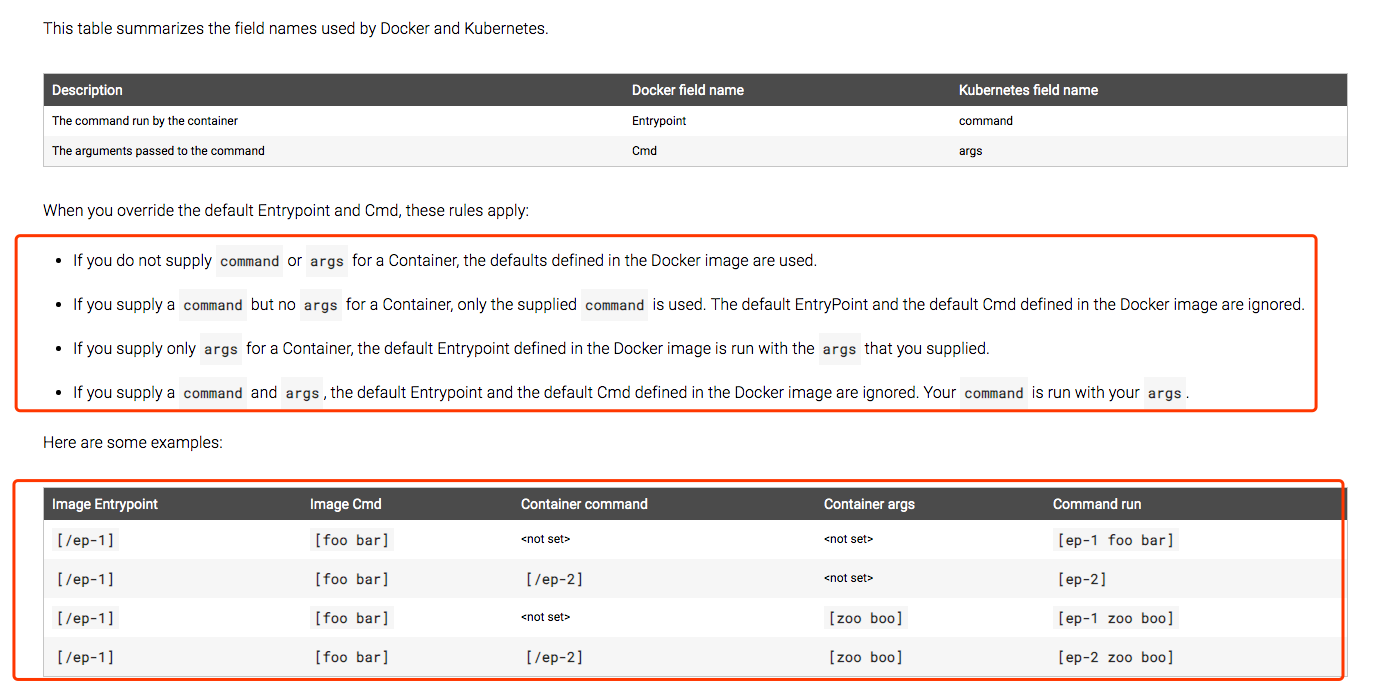 This table summarizes the field names used by Docker and Kubernetes.
Description Docker field name Kubernetes field name
The command run by the container Entrypoint command
The arguments passed to the command Cmd args
When you override the default Entrypoint and Cmd, these rules apply:
• If you do not supply command or args for a Container, the defaults defined in the Docker image are used.
• If you supply a command but no args for a Container, only the supplied command is used. The default EntryPoint and the default Cmd defined in the Docker image are ignored.
• If you supply only args for a Container, the default Entrypoint defined in the Docker image is run with the args that you supplied.
• If you supply a command and args , the default Entrypoint and the default Cmd defined in the Docker image are ignored. Your command is run with your args .
Here are some examples:
Image Entrypoint Image Cmd Container command Container args Command run
[/ep-1] [foo bar] <not set> <not set> [ep-1 foo bar]
[/ep-1] [foo bar] [/ep-2] <not set> [ep-2]
[/ep-1] [foo bar] <not set> [zoo boo] [ep-1 zoo boo]
[/ep-1] [foo bar] [/ep-2] [zoo boo] [ep-2 zoo boo]